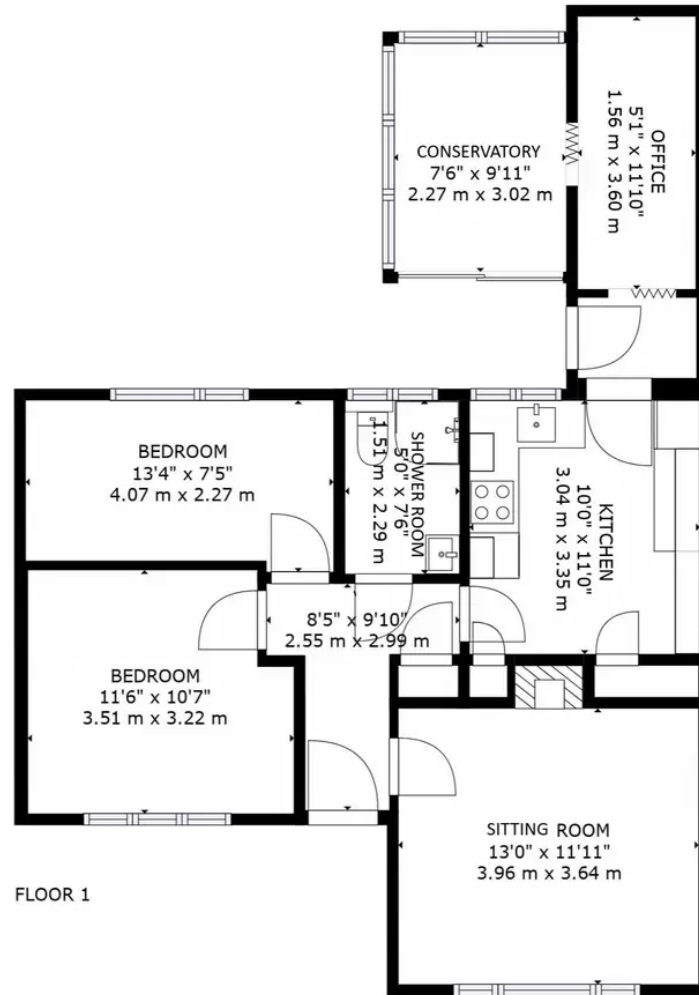 CONSERVATORY
7'6" x 9'11"
2.27 m x 3.02 m
OFFICE
5'1" x 11'10"
1.56 m x 3.60 m
BEDROOM
13'4" x 7'5"
4.07 m x 2.27 m
SHOWER ROOM
5'0" x 7'6"
1.51 m x 2.29 m
KITCHEN
10'0" x 11'0"
3.04 m x 3.35 m
8'5" x 9'10"
2.55 m x 2.99 m
BEDROOM
11'6" x 10'7"
3.51 m x 3.22 m
SITTING ROOM
13'0" x 11'11"
3.96 m x 3.64 m
FLOOR 1